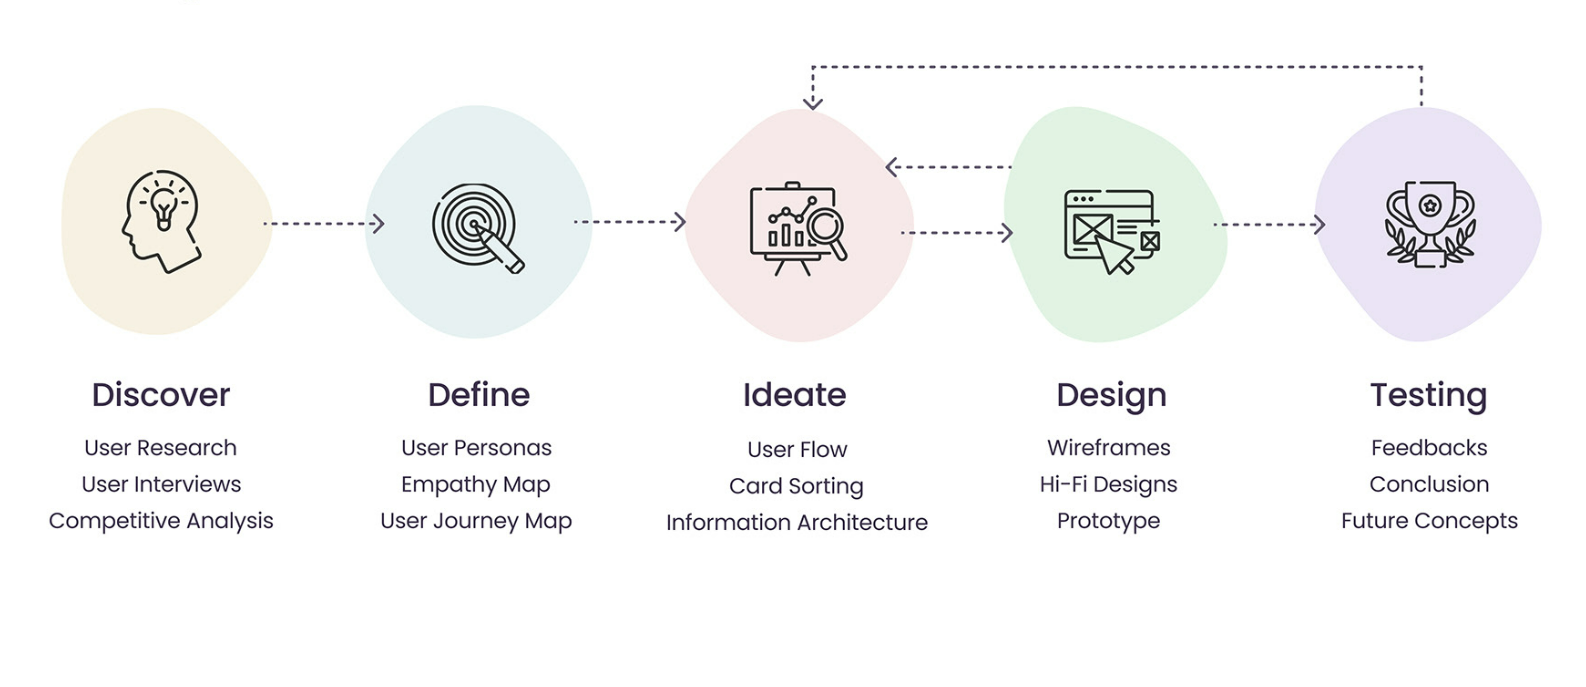 Discover
User Research
User Interviews
Competitive Analysis
Define
User Personas
Empathy Map
User Journey Map
Ideate
User Flow
Card Sorting
Information Architecture
Design
Wireframes
Hi-Fi Designs
Prototype
Testing
Feedbacks
Conclusion
Future Concepts